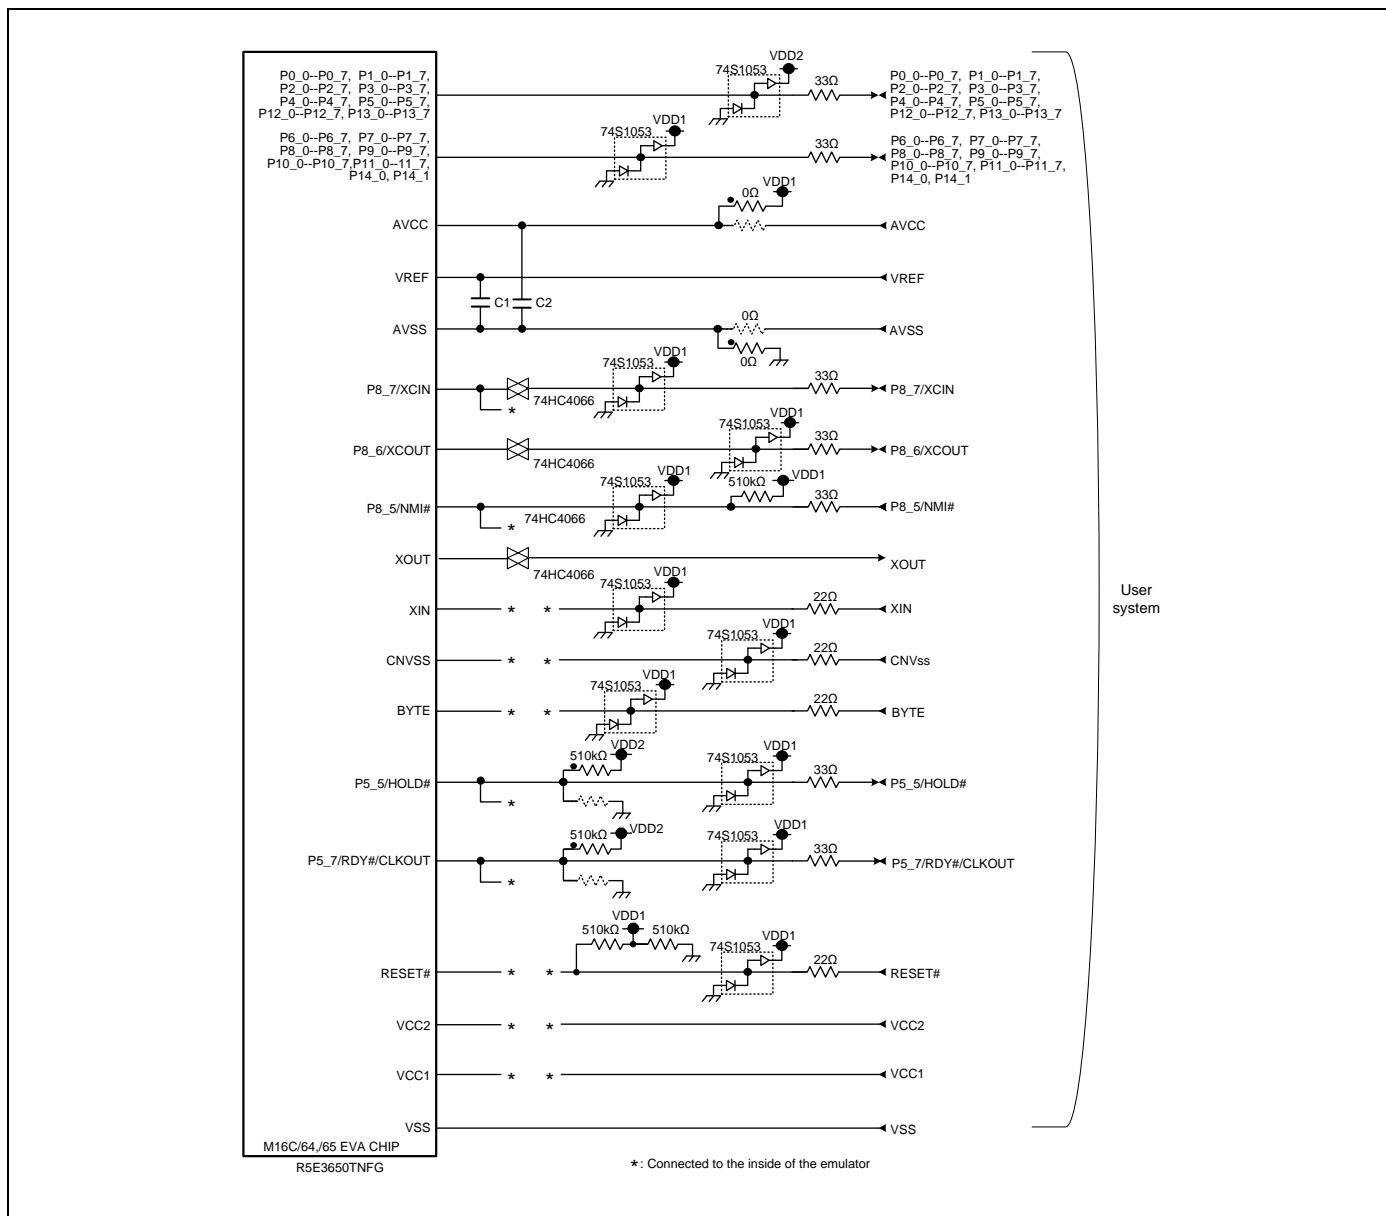 VDD2
74S1053
P0_0--P0_7, P1_0--P1_7,
P2_0--P2_7, P3_0--P3_7,
P4_0--P4_7, P5_0--P5_7,
P12_0--P12_7, P13_0--P13_7
33Ω
P0_0--P0_7, P1_0--P1_7,
P2_0--P2_7, P3_0--P3_7,
P4_0--P4_7, P5_0--P5_7,
P12_0--P12_7, P13_0--P13_7
VDD1
74S1053
P6_0--P6_7, P7_0--P7_7,
P8_0--P8_7, P9_0--P9_7,
P10_0--P10_7,P11_0--11_7,
P14_0, P14_1
33Ω
P6_0--P6_7, P7_0--P7_7,
P8_0--P8_7, P9_0--P9_7,
P10_0--P10_7, P11_0--P11_7,
P14_0, P14_1
0Ω VDD1
AVCC AVCC
VREF VREF
C1 C2
AVSS 0Ω AVSS
0Ω
74S1053 VDD1
P8_7/XCIN 33Ω P8_7/XCIN
* 74HC4066
74S1053 VDD1
P8_6/XCOUT 33Ω P8_6/XCOUT
74HC4066
74S1053 VDD1 510kΩ VDD1
P8_5/NMI# 33Ω P8_5/NMI#
* 74HC4066
XOUT XOUT
74HC4066
74S1053 VDD1
XIN * * 22Ω XIN
74S1053 VDD1
CNVSS * * 22Ω CNVss
74S1053 VDD1
BYTE * * 22Ω BYTE
510kΩ VDD2 74S1053 VDD1
P5_5/HOLD# 33Ω P5_5/HOLD#
*
510kΩ VDD2 74S1053 VDD1
P5_7/RDY#/CLKOUT 33Ω P5_7/RDY#/CLKOUT
*
510kΩ VDD1 510kΩ 74S1053 VDD1
RESET# * * 22Ω RESET#
VCC2 * * VCC2
VCC1 * * VCC1
VSS VSS
User
system
M16C/64,/65 EVA CHIP
R5E3650TNFG
*: Connected to the inside of the emulator